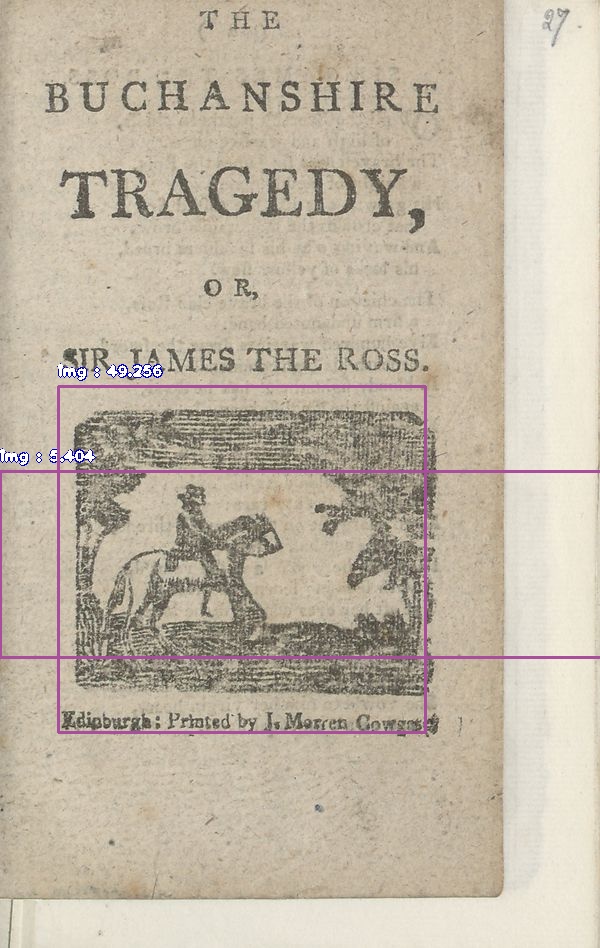 27.
THE
BUCHANSHIRE
TRAGEDY,
OR,
SIR JAMES THE ROSS.
img : 49.256
img : 5.404
Edinburgh: Printed by J. Morren Cowgate